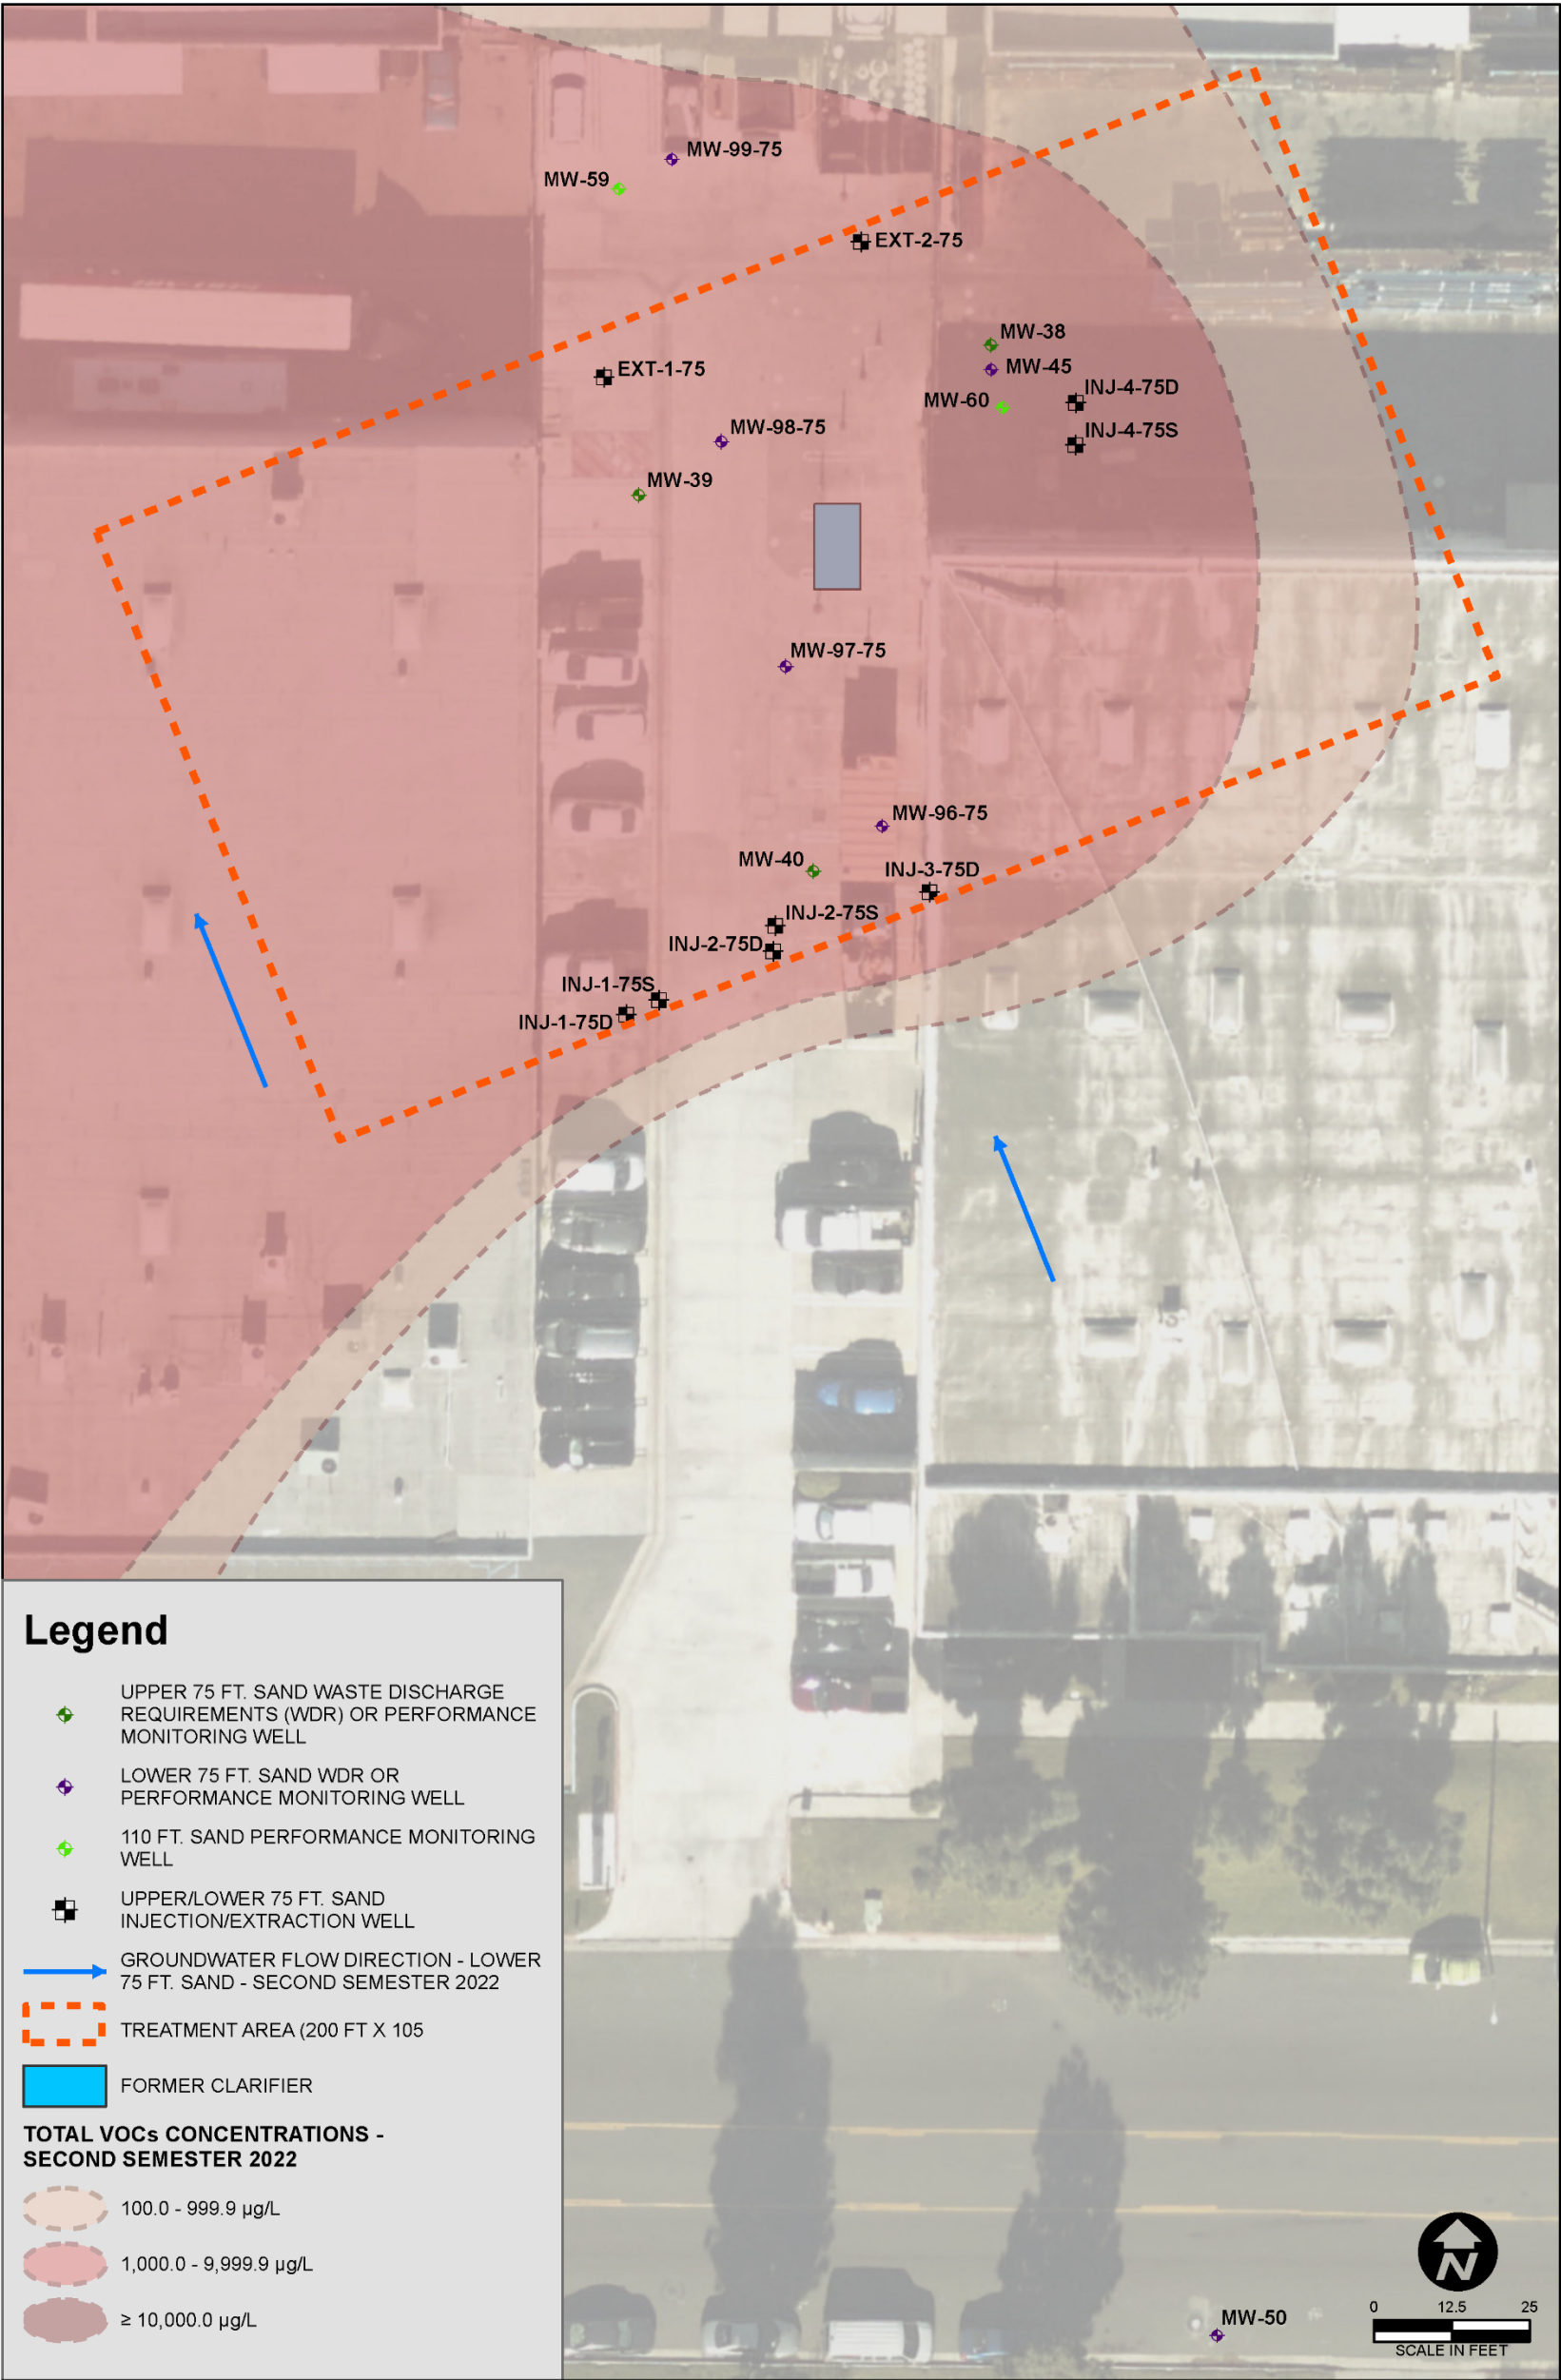 MW-99-75
MW-59
EXT-2-75
MW-38
EXT-1-75
MW-45
INJ-4-75D
MW-60
MW-98-75
INJ-4-75S
MW-39
MW-97-75
MW-96-75
MW-40
INJ-3-75D
INJ-2-75S
INJ-2-75D
INJ-1-75S
INJ-1-75D
Legend
UPPER 75 FT. SAND WASTE DISCHARGE
REQUIREMENTS (WDR) OR PERFORMANCE
MONITORING WELL
LOWER 75 FT. SAND WDR OR
PERFORMANCE MONITORING WELL
110 FT. SAND PERFORMANCE MONITORING
WELL
UPPER/LOWER 75 FT. SAND
INJECTION/EXTRACTION WELL
GROUNDWATER FLOW DIRECTION - LOWER
75 FT. SAND - SECOND SEMESTER 2022
TREATMENT AREA (200 FT X 105
FORMER CLARIFIER
TOTAL VOCs CONCENTRATIONS -
SECOND SEMESTER 2022
100.0 - 999.9 µg/L
1,000.0 - 9,999.9 µg/L
≥ 10,000.0 µg/L
N
0 12.5 25
SCALE IN FEET
MW-50